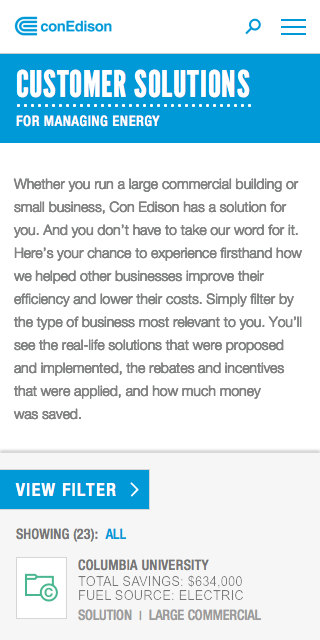 conEdison
CUSTOMER SOLUTIONS
FOR MANAGING ENERGY
Whether you run a large commercial building or
small business, Con Edison has a solution for
you. And you don't have to take our word for it.
Here's your chance to experience firsthand how
we helped other businesses improve their
efficiency and lower their costs. Simply filter by
the type of business most relevant to you. You'll
see the real-life solutions that were proposed
and implemented, the rebates and incentives
that were applied, and how much money
was saved.
VIEW FILTER
SHOWING (23): ALL
COLUMBIA UNIVERSITY
TOTAL SAVINGS: $634,000
FUEL SOURCE: ELECTRIC
SOLUTION | LARGE COMMERCIAL